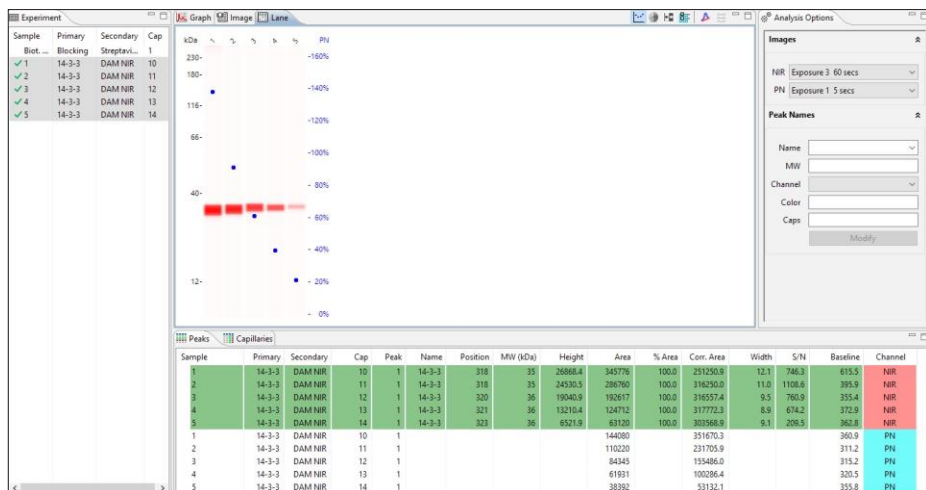 Experiment
Sample Primary Secondary Cap
Biot. ... Blocking Streptavi... 1
1 14-3-3 DAM NIR 10
2 14-3-3 DAM NIR 11
3 14-3-3 DAM NIR 12
4 14-3-3 DAM NIR 13
5 14-3-3 DAM NIR 14
Graph Image Lane
kDa 1 2 3 4 5 PN
230-
180-
116-
66-
40-
12-
-160%
-140%
-120%
-100%
- 80%
- 60%
- 40%
- 20%
- 0%
Analysis Options
Images
NIR Exposure 3 60 secs
PN Exposure 1 5 secs
Peak Names
Name
MW
Channel
Color
Caps
Modify
Peaks Capillaries
Sample Primary Secondary Cap Peak Name Position MW (kDa) Height Area % Area Corr. Area Width S/N Baseline Channel
1 14-3-3 DAM NIR 10 1 14-3-3 318 35 26868.4 345776 100.0 251250.9 12.1 746.3 615.5 NIR
2 14-3-3 DAM NIR 11 1 14-3-3 318 35 24530.5 286760 100.0 316250.0 11.0 1108.6 395.9 NIR
3 14-3-3 DAM NIR 12 1 14-3-3 320 36 19040.9 192617 100.0 316557.4 9.5 760.9 355.4 NIR
4 14-3-3 DAM NIR 13 1 14-3-3 321 36 13210.4 124712 100.0 317772.3 8.9 674.2 372.9 NIR
5 14-3-3 DAM NIR 14 1 14-3-3 323 36 6521.9 63120 100.0 303568.9 9.1 209.5 362.8 NIR
1 14-3-3 DAM NIR 10 1 144080 351670.3 360.9 PN
2 14-3-3 DAM NIR 11 1 110220 231705.9 311.2 PN
3 14-3-3 DAM NIR 12 1 84345 155486.0 315.2 PN
4 14-3-3 DAM NIR 13 1 61931 100286.4 320.5 PN
5 14-3-3 DAM NIR 14 1 38392 53132.1 355.8 PN